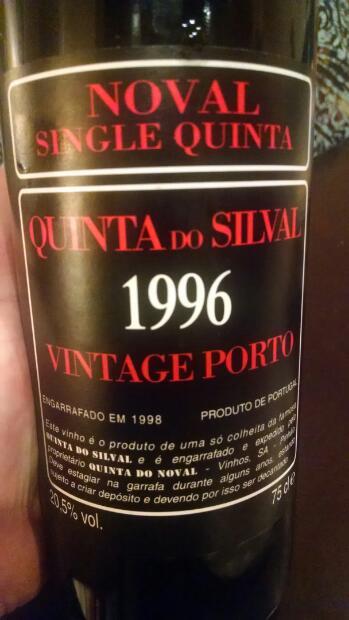 NOVAL
SINGLE QUINTA
QUINTA DO SILVAL
1996
VINTAGE PORTO
ENGARRAFADO EM 1998 PRODUTO DE PORTUGAL
Este vinho é o produto de uma só colheita da famosa
QUINTA DO SILVAL e é engarrafado e expedido pelo
proprietário QUINTA DO NOVAL - Vinhos, SA - Pinhão
Deve estagiar na garrafa durante alguns anos, estando
sujeito a criar depósito e devendo por isso ser decantado.
20,5% vol. 75 cl e